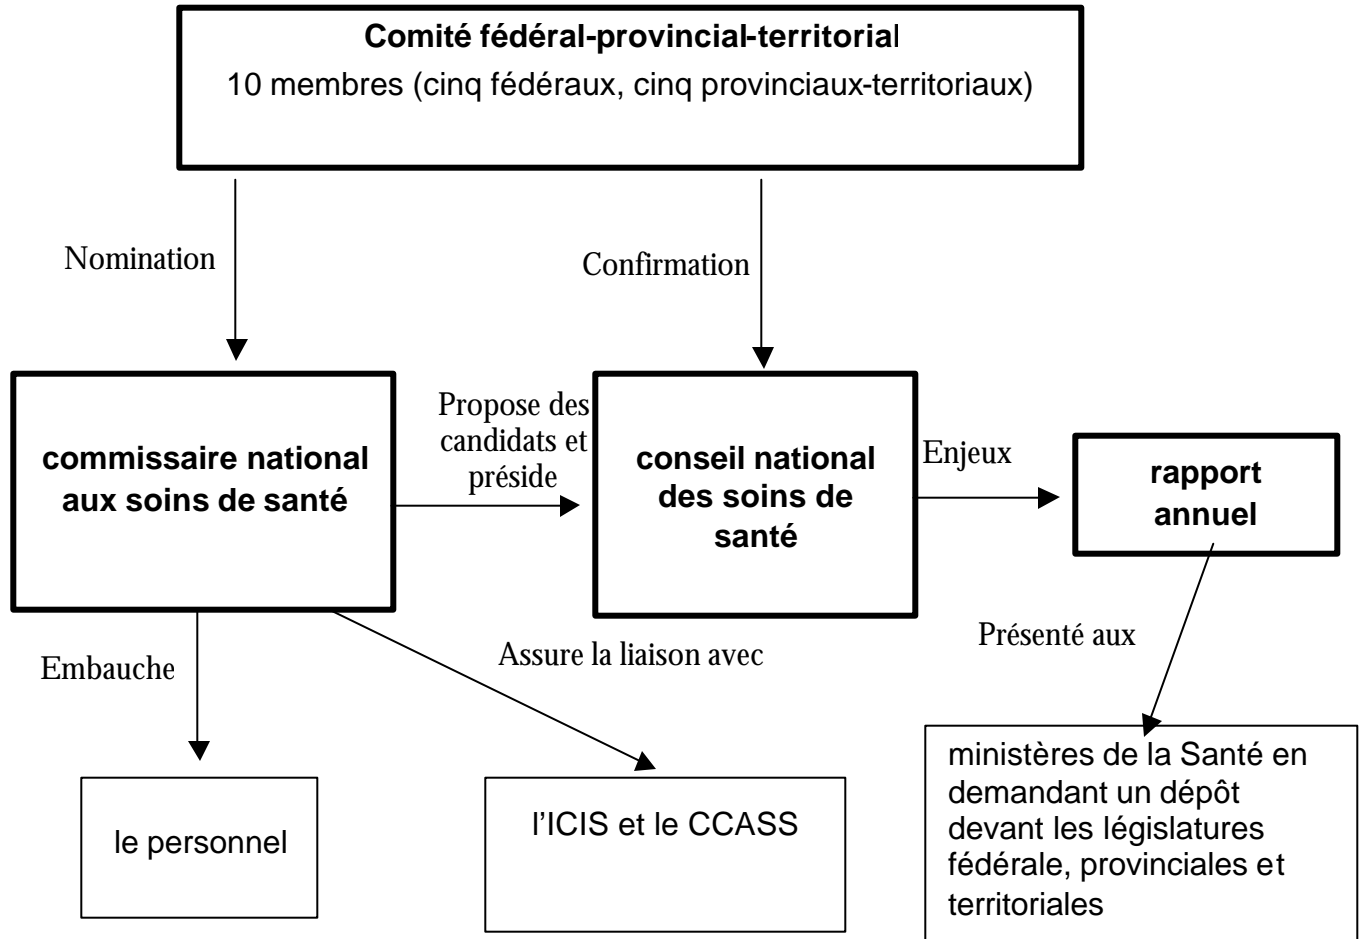 Comité fédéral-provincial-territorial
10 membres (cinq fédéraux, cinq provinciaux-territoriaux)
Nomination
Confirmation
commissaire national
aux soins de santé
Propose des
candidats et
préside
conseil national
des soins de
santé
Enjeux
rapport
annuel
Embauche
Assure la liaison avec
Présenté aux
le personnel
l'ICIS et le CCASS
ministères de la Santé en
demandant un dépôt
devant les législatures
fédérale, provinciales et
territoriales